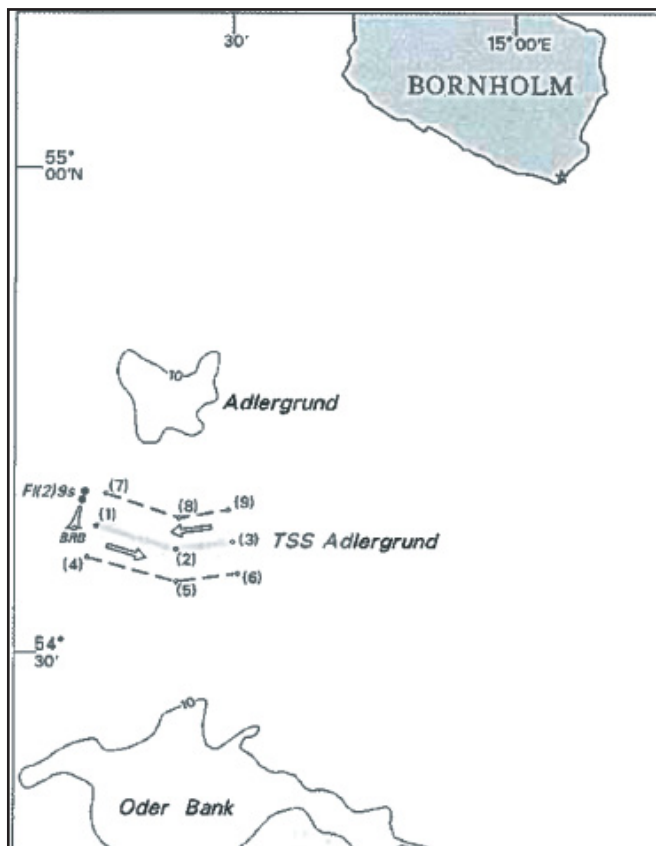 30'
15° 00'E
BORNHOLM
55°
00'N
10
Adlergrund
Fl(2)9s
(7)
(8)
(9)
(1)
BRB
(2)
(3)
TSS Adlergrund
(4)
(5)
(6)
54°
30'
10
Oder Bank